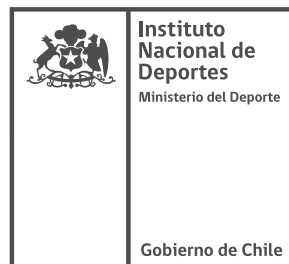 Instituto
Nacional de
Deportes
Ministerio del Deporte
Gobierno de Chile